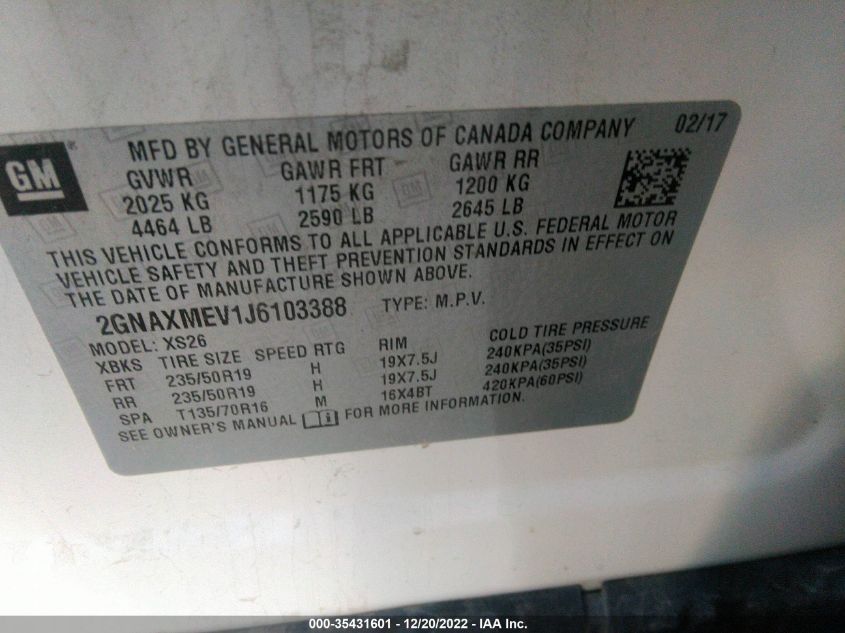 MFD BY GENERAL MOTORS OF CANADA COMPANY 02/17
GM
GVWR GAWR FRT GAWR RR
2025 KG 1175 KG 1200 KG
4464 LB 2590 LB 2645 LB
THIS VEHICLE CONFORMS TO ALL APPLICABLE U.S. FEDERAL MOTOR
VEHICLE SAFETY AND THEFT PREVENTION STANDARDS IN EFFECT ON
THE DATE OF MANUFACTURE SHOWN ABOVE.
2GNAXMEV1J6103388 TYPE: M.P.V.
MODEL: XS26
XBKS TIRE SIZE SPEED RTG RIM COLD TIRE PRESSURE
FRT 235/50R19 H 19X7.5J 240KPA(35PSI)
RR 235/50R19 H 19X7.5J 240KPA(35PSI)
SPA T135/70R16 M 16X4BT 420KPA(60PSI)
SEE OWNER'S MANUAL FOR MORE INFORMATION.
000-35431601 - 12/20/2022 - IAA Inc.